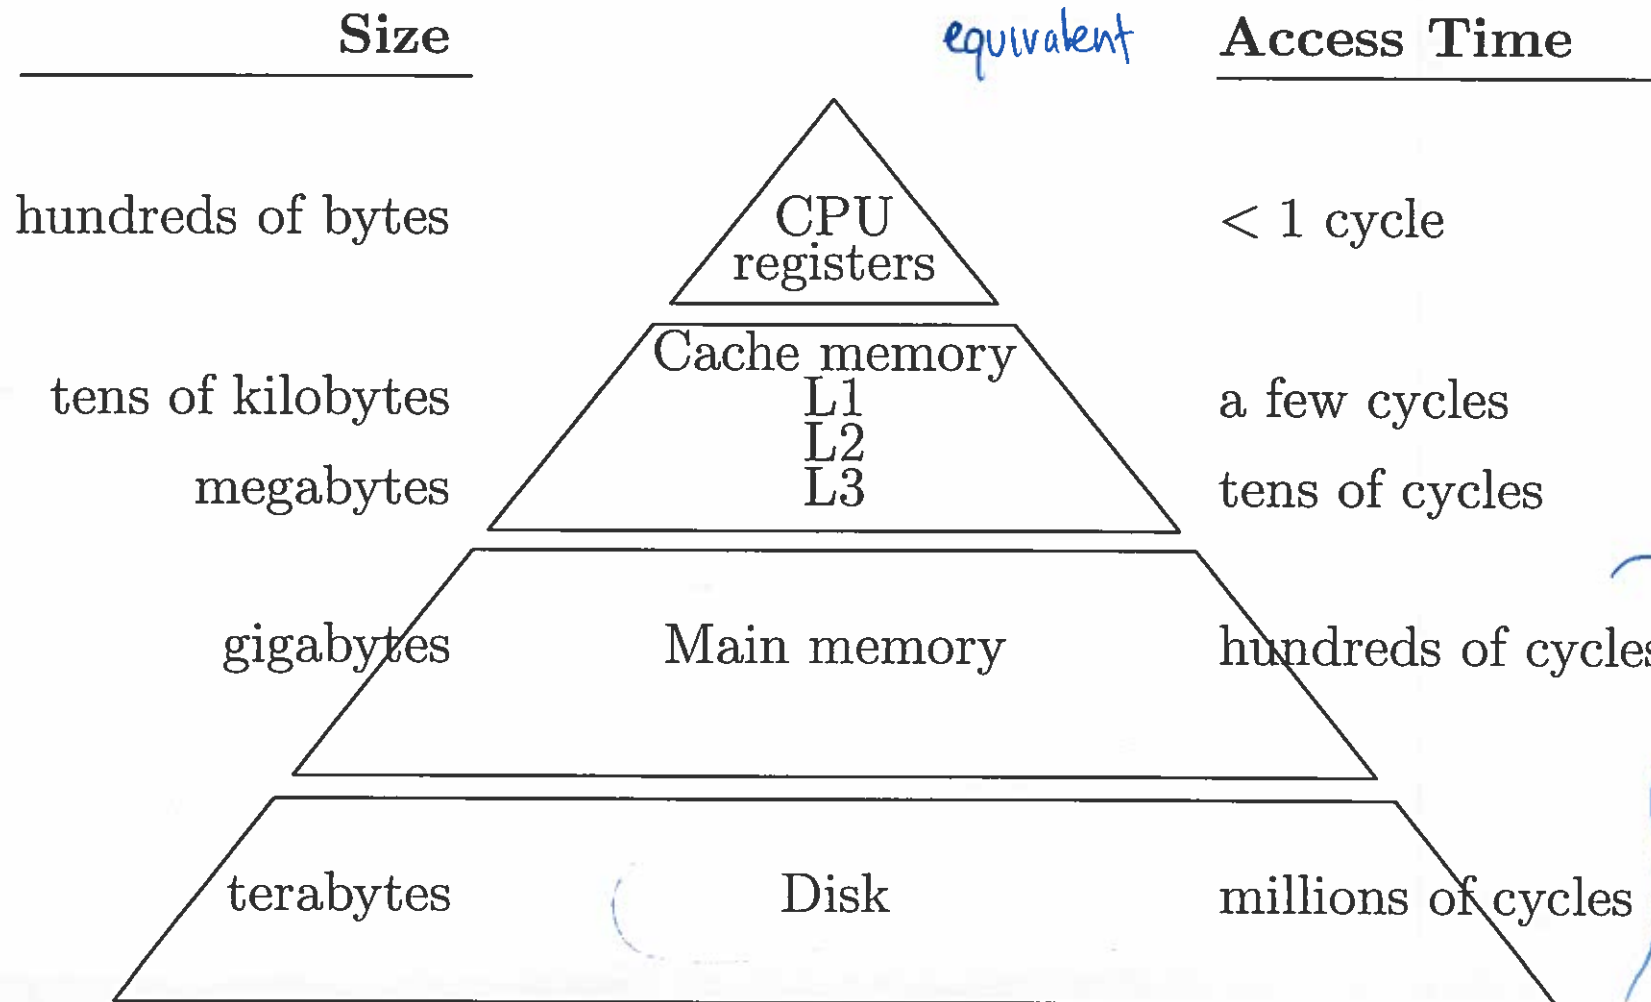 Size equivalent Access Time
hundreds of bytes CPU < 1 cycle
registers
Cache memory
tens of kilobytes L1 a few cycles
L2
megabytes L3 tens of cycles
gigabytes Main memory hundreds of cycles
terabytes Disk millions of cycles